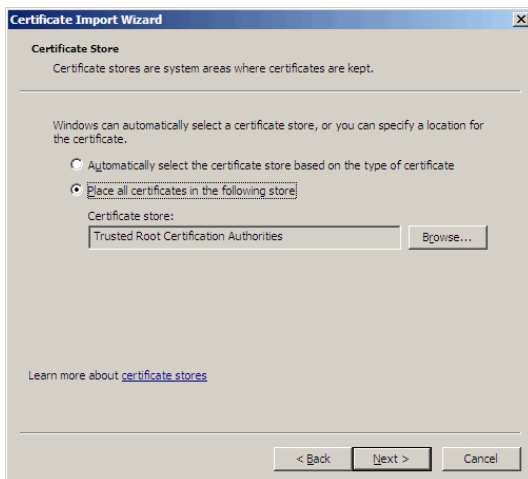 Certificate Import Wizard
Certificate Store
Certificate stores are system areas where certificates are kept.
Windows can automatically select a certificate store, or you can specify a location for
the certificate.
Automatically select the certificate store based on the type of certificate
Place all certificates in the following store
Certificate store:
Trusted Root Certification Authorities
Browse...
Learn more about certificate stores
< Back
Next >
Cancel